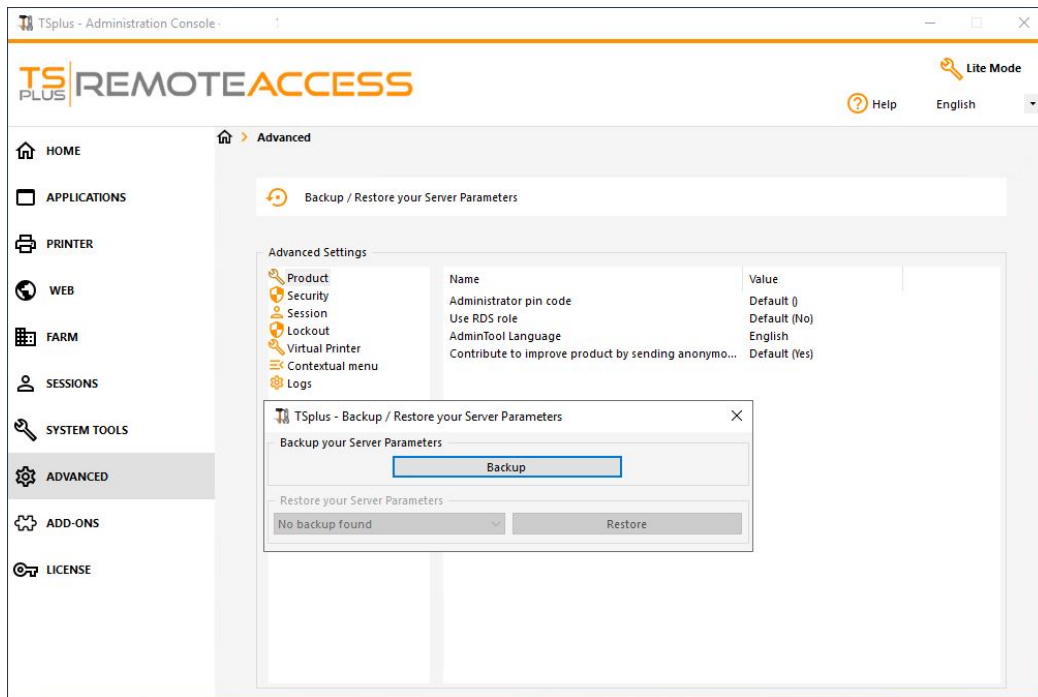 TSplus - Administration Console -
TS PLUS REMOTEACCESS
Lite Mode
Help English
HOME
APPLICATIONS
PRINTER
WEB
FARM
SESSIONS
SYSTEM TOOLS
ADVANCED
ADD-ONS
LICENSE
> Advanced
Backup / Restore your Server Parameters
Advanced Settings
Product
Security
Session
Lockout
Virtual Printer
Contextual menu
Logs
Name Value
Administrator pin code Default ()
Use RDS role Default (No)
AdminTool Language English
Contribute to improve product by sending anonymo... Default (Yes)
TSplus - Backup / Restore your Server Parameters
Backup your Server Parameters
Backup
Restore your Server Parameters
No backup found Restore